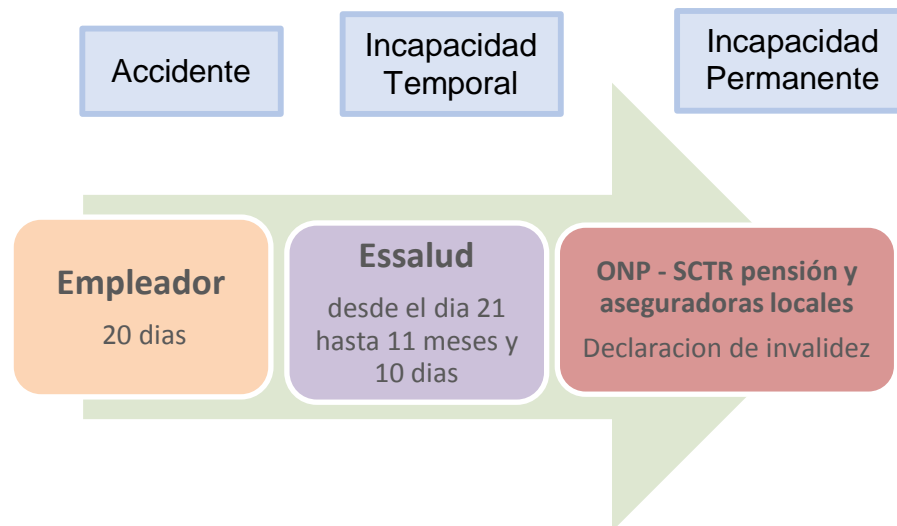 Accidente
Incapacidad
Temporal
Incapacidad
Permanente
Empleador
20 dias
Essalud
desde el dia 21
hasta 11 meses y
10 dias
ONP - SCTR pensión y
aseguradoras locales
Declaracion de invalidez